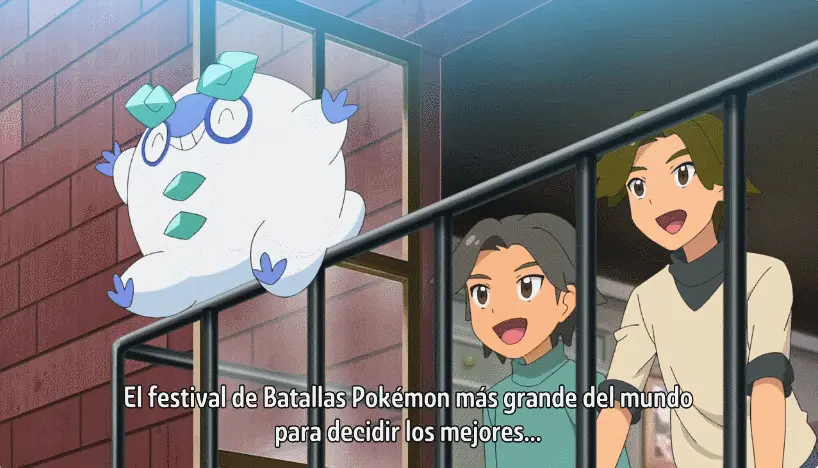 El festival de Batallas Pokémon más grande del mundo
para decidir los mejores...